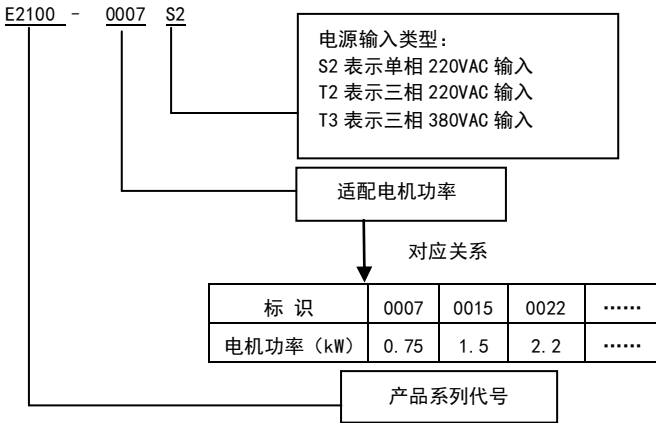 E2100 - 0007 S2
电源输入类型：
S2 表示单相 220VAC 输入
T2 表示三相 220VAC 输入
T3 表示三相 380VAC 输入
适配电机功率
对应关系
标 识 0007 0015 0022 ……
电机功率（kW） 0.75 1.5 2.2 ……
产品系列代号